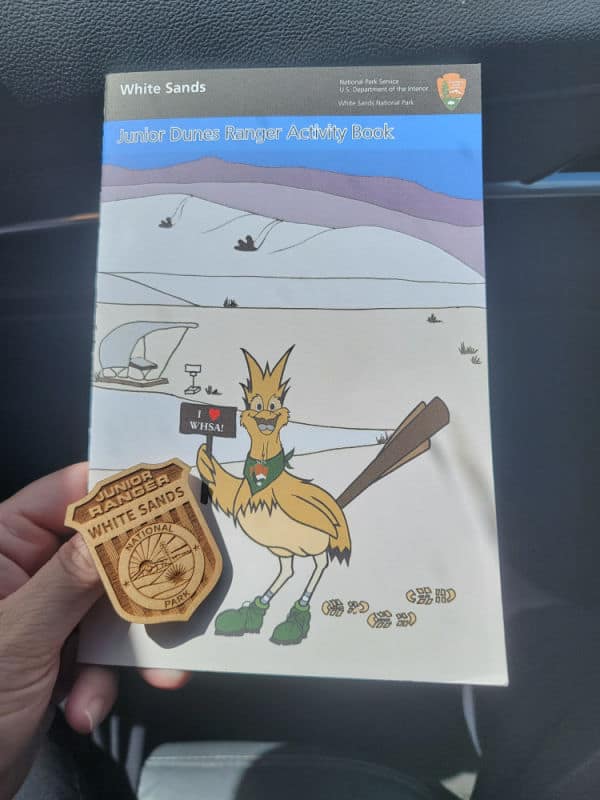 White Sands
National Park Service
U.S. Department of the Interior
White Sands National Park
Junior Dunes Ranger Activity Book
I ❤ 
WHSA!
JUNIOR
RANGER
WHITE SANDS
NATIONAL
PARK